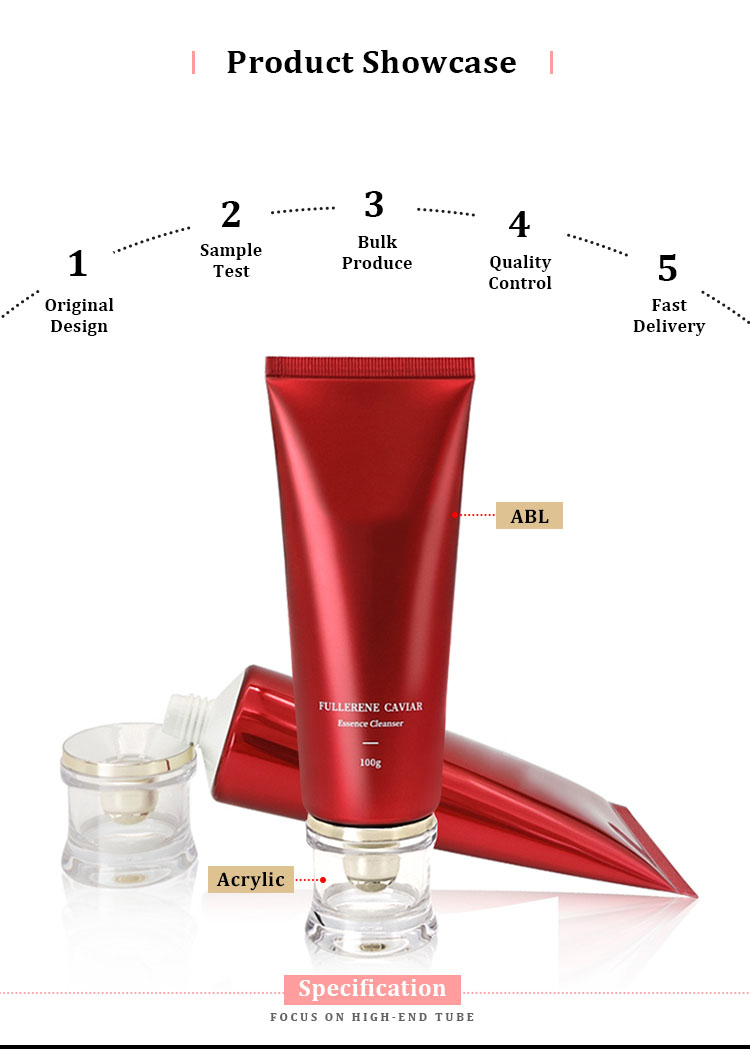 Product Showcase
1
Original
Design
2
Sample
Test
3
Bulk
Produce
4
Quality
Control
5
Fast
Delivery
ABL
FULLERENE CAVIAR
Essence Cleanser
100g
Acrylic
Specification
FOCUS ON HIGH-END TUBE